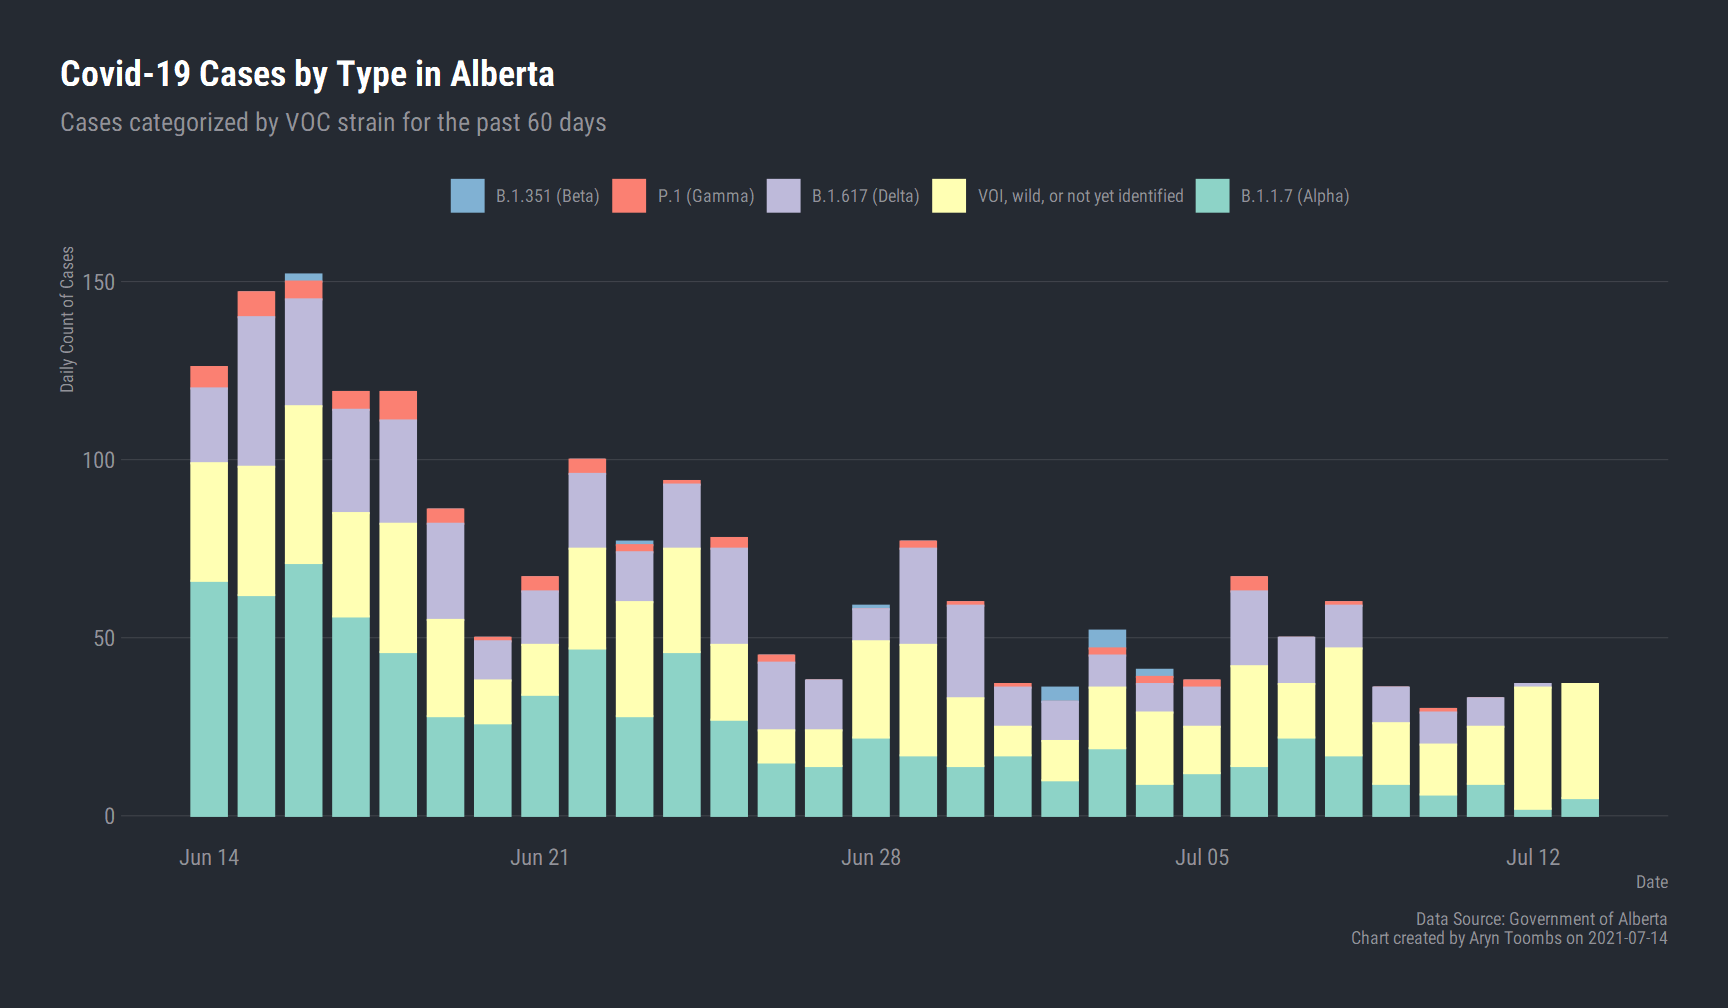 Covid-19 Cases by Type in Alberta
Cases categorized by VOC strain for the past 60 days
B.1.351 (Beta) P.1 (Gamma) B.1.617 (Delta) VOI, wild, or not yet identified B.1.1.7 (Alpha)
Daily Count of Cases
150
100
50
0
Jun 14 Jun 21 Jun 28 Jul 05 Jul 12
Date
Data Source: Government of Alberta
Chart created by Aryn Toombs on 2021-07-14